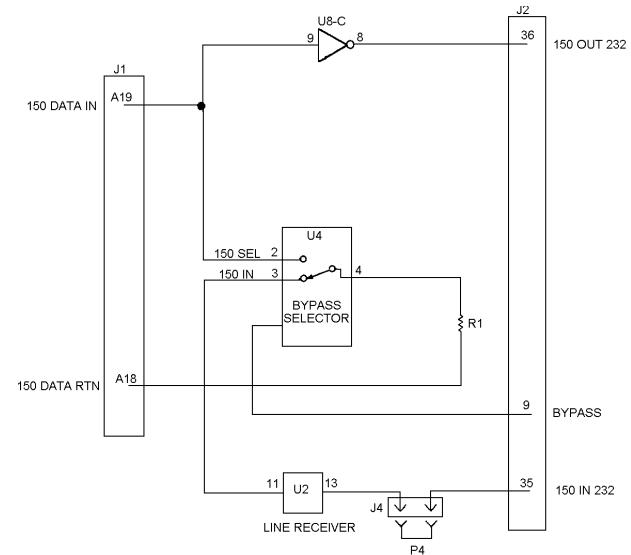 J2
U8-C
9
8
36
150 OUT 232
J1
150 DATA IN
A19
U4
150 SEL
2
150 IN
3
4
BYPASS
SELECTOR
R1
150 DATA RTN
A18
9
BYPASS
11
U2
13
35
150 IN 232
J4
LINE RECEIVER
P4